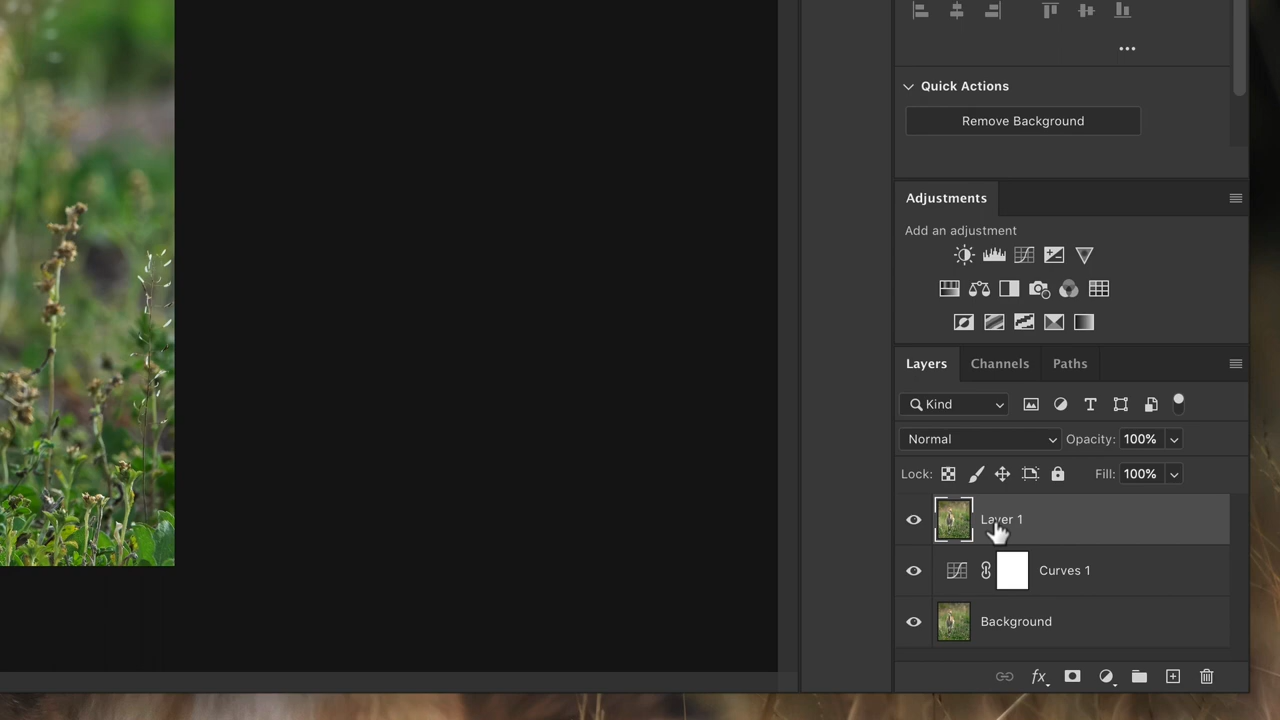 Quick Actions
Remove Background
Adjustments
Add an adjustment
Layers Channels Paths
Kind
Normal Opacity: 100%
Lock: Fill: 100%
Layer 1
Curves 1
Background
fx